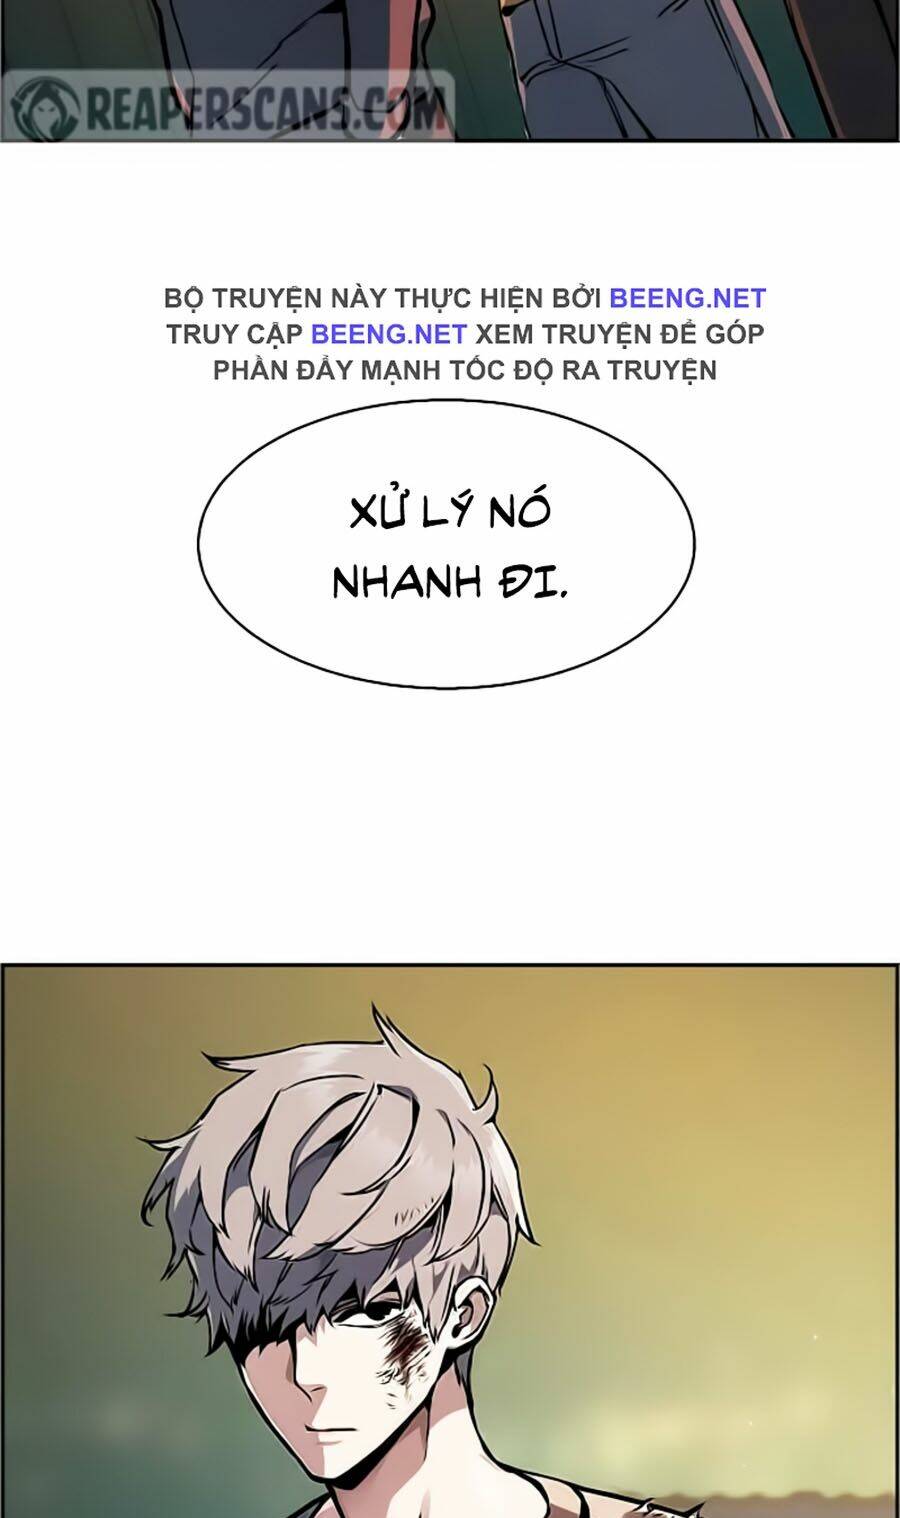 REAPERSCANS.COM
BỘ TRUYỆN NÀY THỰC HIỆN BỞI BEENG.NET
TRUY CẬP BEENG.NET XEM TRUYỆN ĐỂ GÓP
PHẦN ĐẨY MẠNH TỐC ĐỘ RA TRUYỆN
XỬ LÝ NÓ
NHANH ĐI.